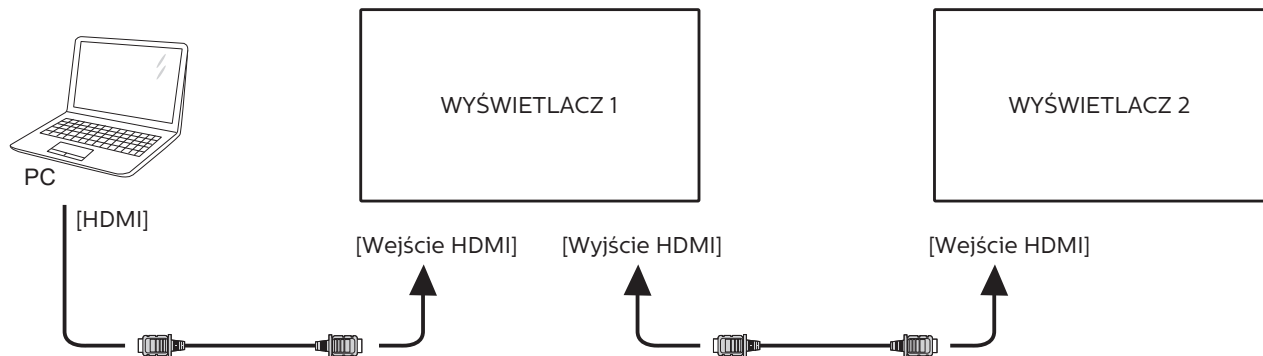 WYŚWIETLACZ 1
WYŚWIETLACZ 2
PC
[HDMI]
[Wejście HDMI]
[Wyjście HDMI]
[Wejście HDMI]